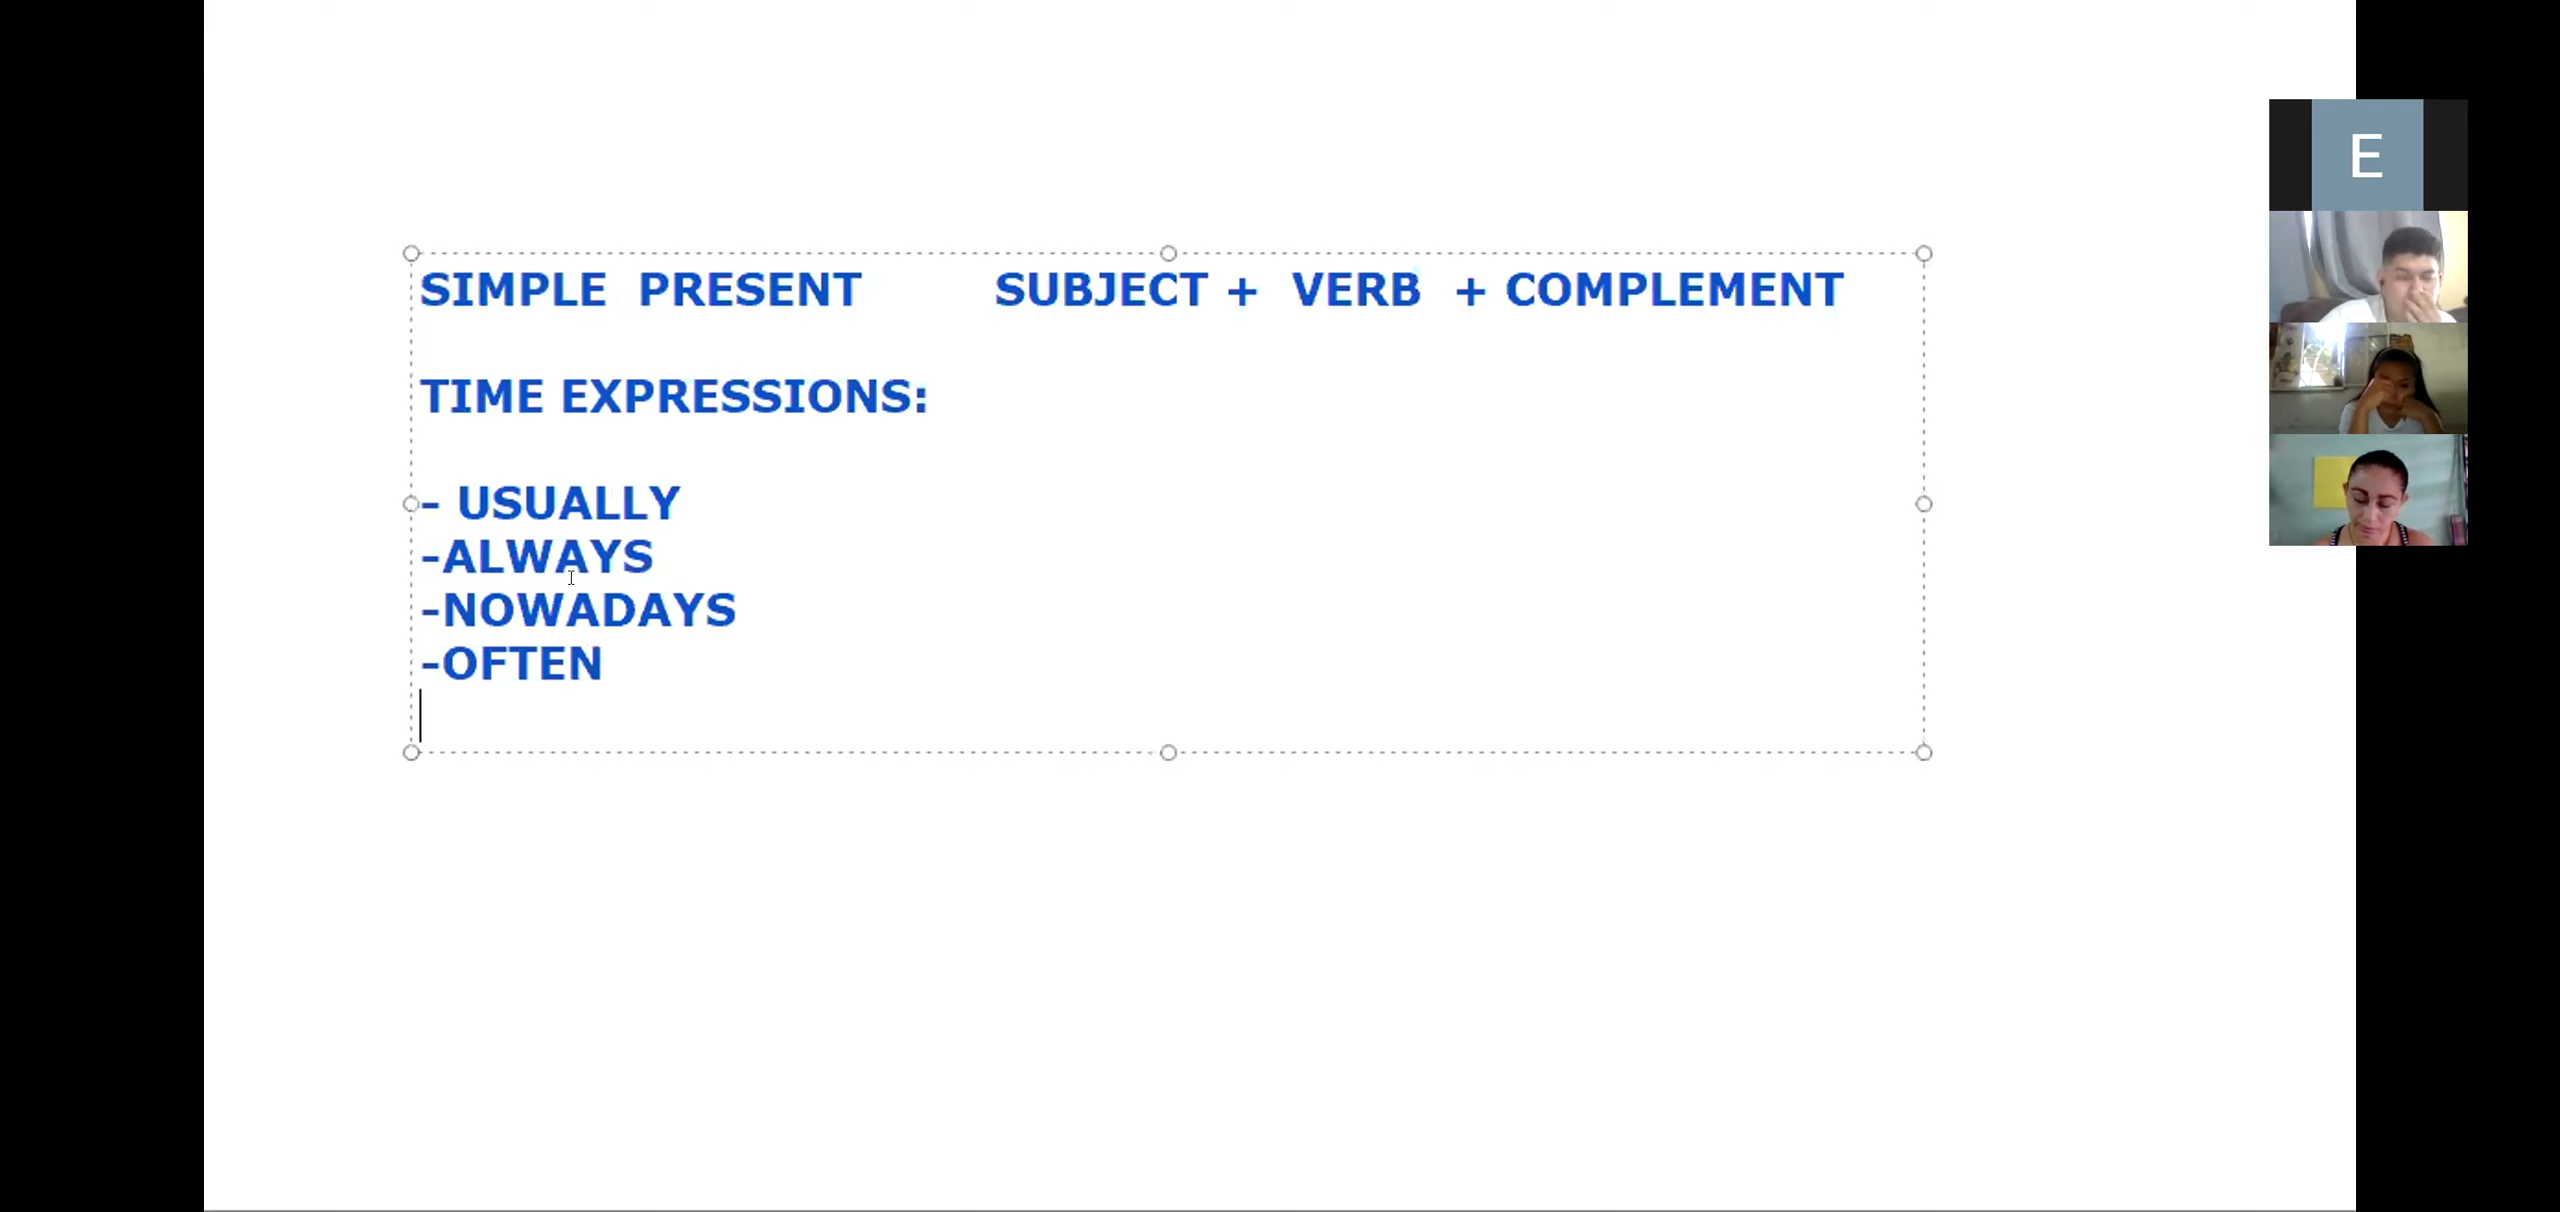 SIMPLE PRESENT SUBJECT + VERB + COMPLEMENT
TIME EXPRESSIONS:
- USUALLY
-ALWAYS
-NOWADAYS
-OFTEN
E